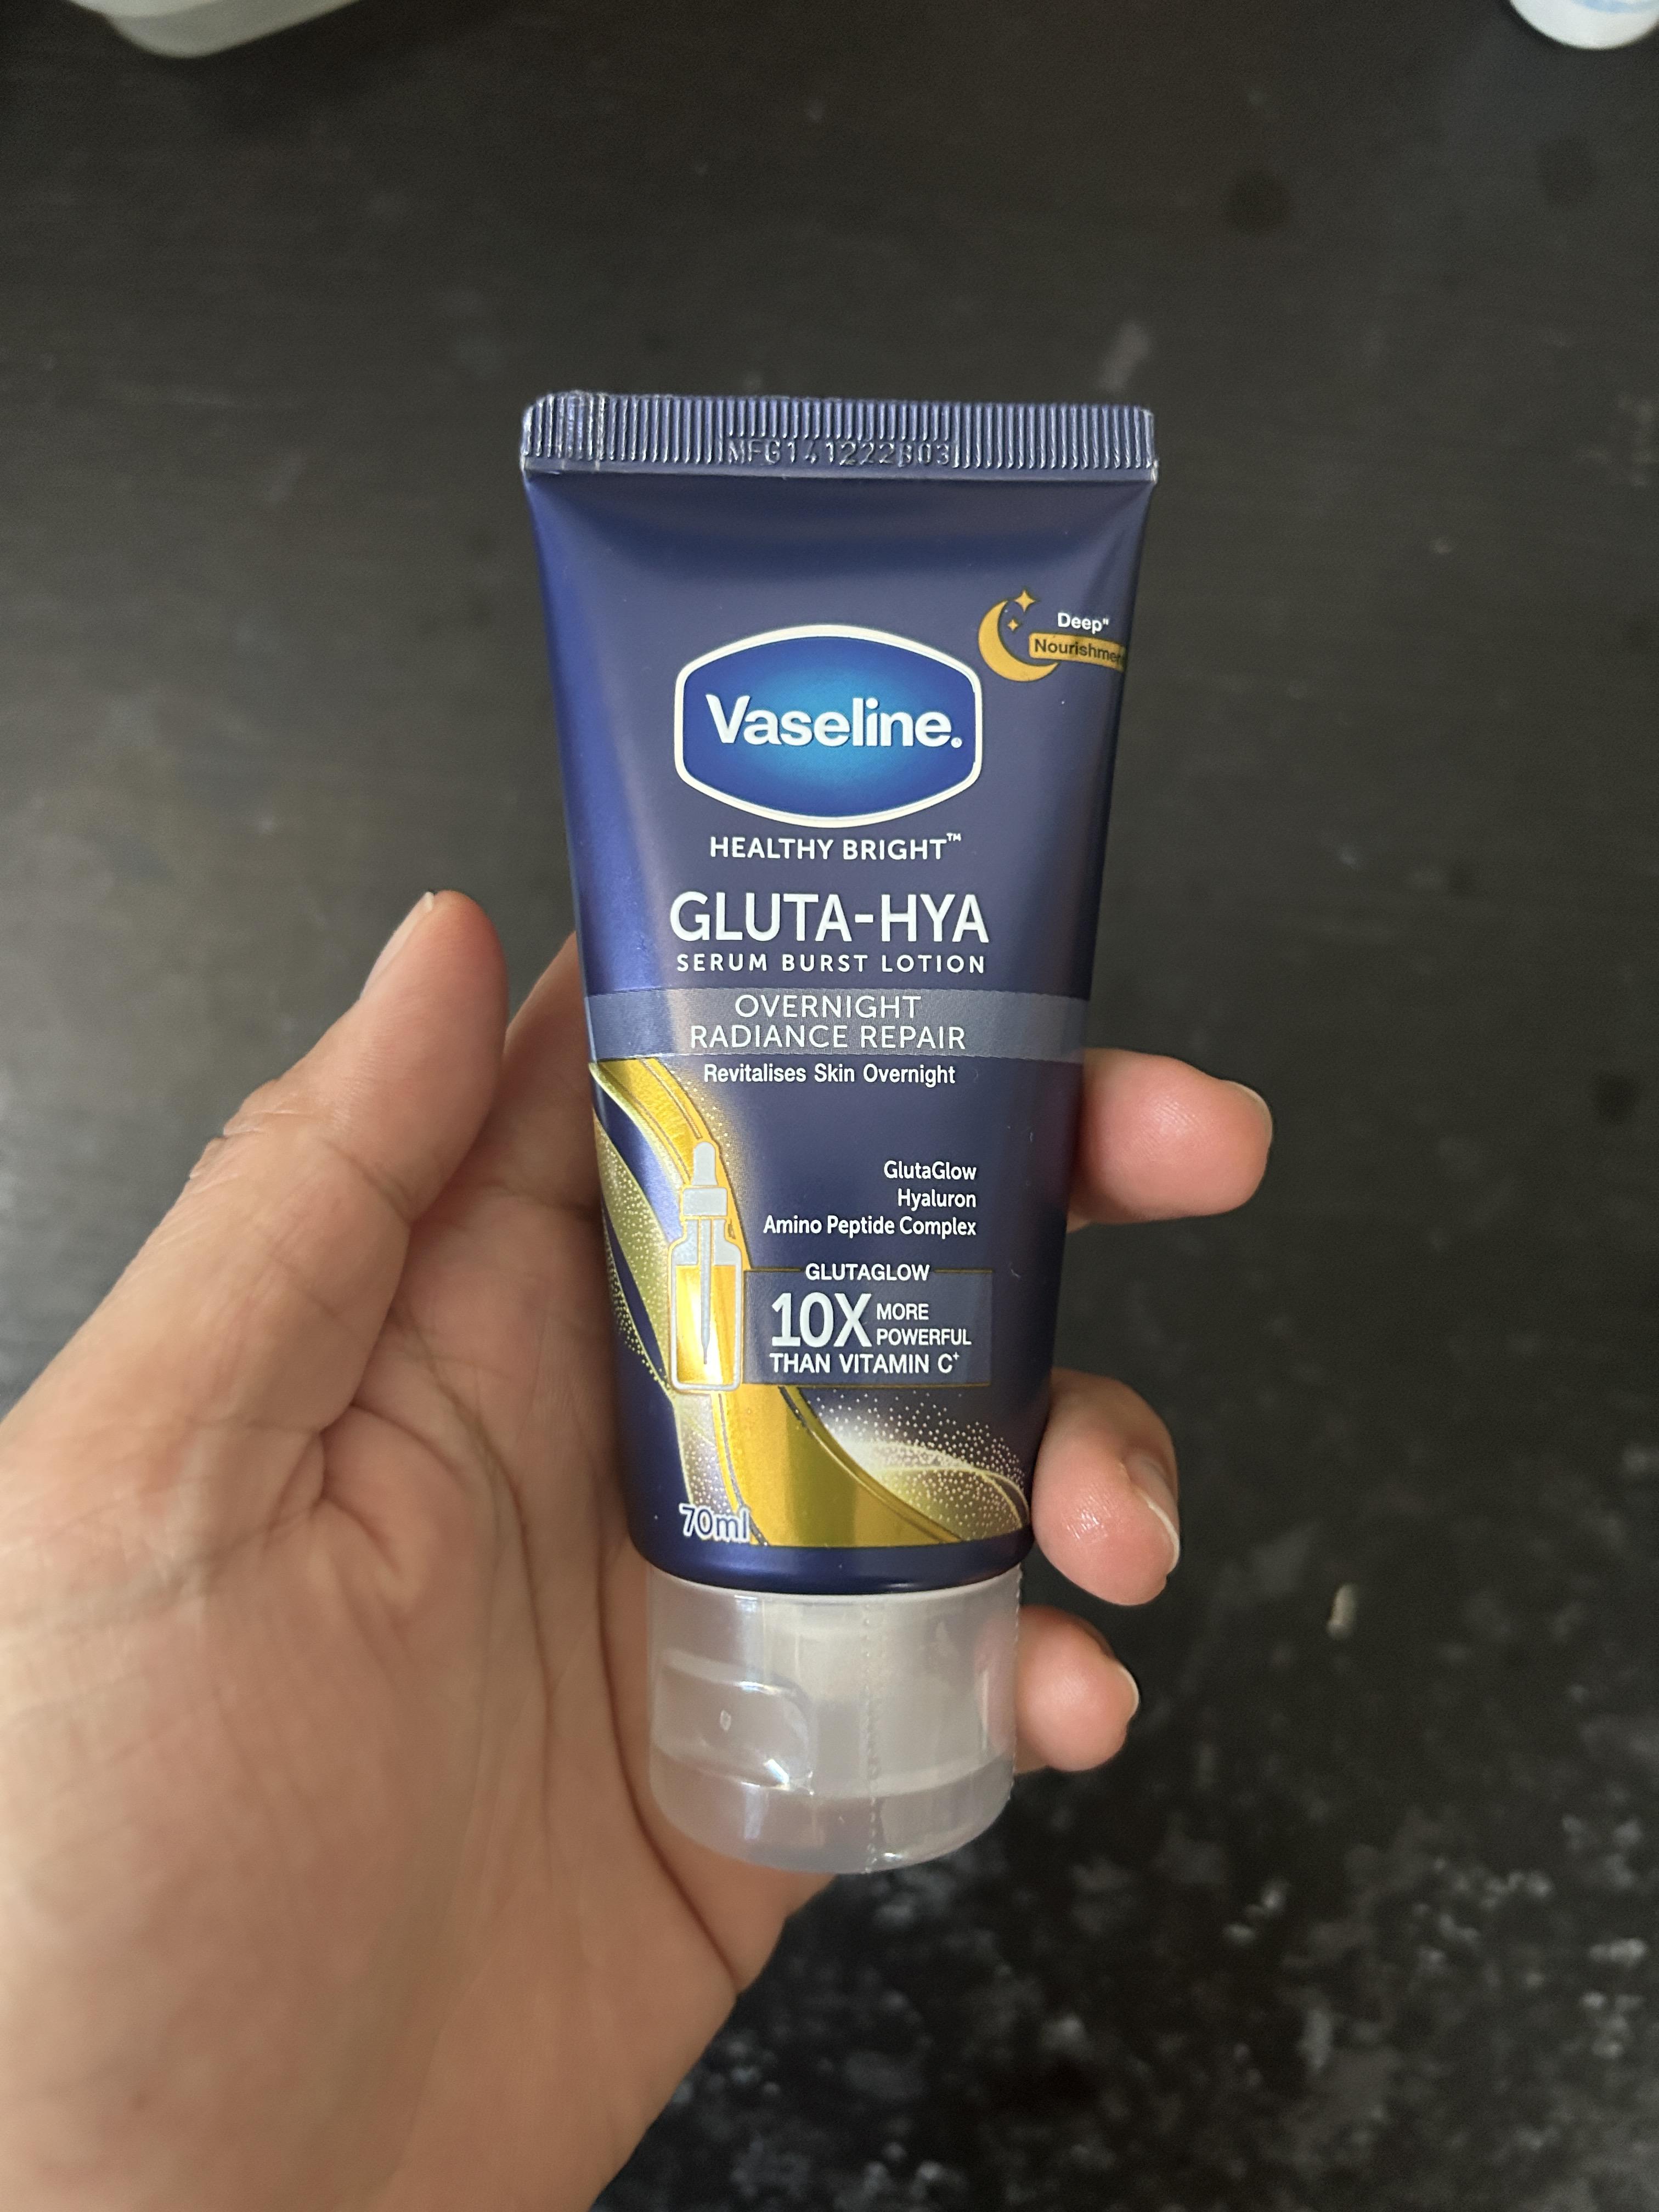 MFG141222B03
Deep"
Nourishment
Vaseline.
HEALTHY BRIGHT™
GLUTA-HYA
SERUM BURST LOTION
OVERNIGHT
RADIANCE REPAIR
Revitalises Skin Overnight
GlutaGlow
Hyaluron
Amino Peptide Complex
GLUTAGLOW
10X MORE
POWERFUL
THAN VITAMIN C+
70ml